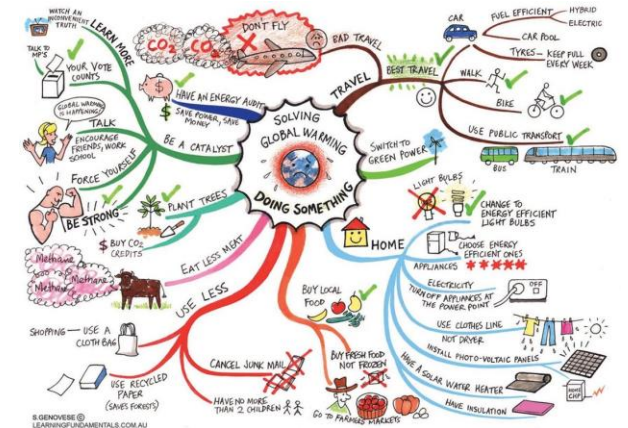 SOLVING
GLOBAL WARMING
DOING SOMETHING
WATCH AN
INCONVENIENT
TRUTH
LEARN MORE
TALK TO
MP'S
YOUR VOTE
COUNTS
GLOBAL WARMING
IS HAPPENING!
TALK
ENCOURAGE
FRIENDS, WORK
SCHOOL
FORCE YOURSELF
BE STRONG
BE A CATALYST
HAVE AN ENERGY AUDIT
$ SAVE POWER, SAVE
MONEY
CO2
CO2
DON'T FLY
BAD TRAVEL
TRAVEL
BEST TRAVEL
CAR
FUEL EFFICIENT
HYBRID
ELECTRIC
CAR POOL
TYRES - KEEP FULL
EVERY WEEK
WALK
BIKE
USE PUBLIC TRANSPORT
BUS
TRAIN
SWITCH TO
GREEN POWER
PLANT TREES
$ BUY CO2
CREDITS
EAT LESS MEAT
Methane
Methane
Methane
USE LESS
SHOPPING - USE A
CLOTH BAG
USE RECYCLED
PAPER
(SAVES FORESTS)
CANCEL JUNK MAIL
HAVE NO MORE
THAN 2 CHILDREN
BUY LOCAL
FOOD
BUY FRESH FOOD
NOT FROZEN
GO TO FARMERS MARKETS
HOME
LIGHT BULBS
CHANGE TO
ENERGY EFFICIENT
LIGHT BULBS
CHOOSE ENERGY
EFFICIENT ONES
APPLIANCES
ELECTRICITY
TURN OFF APPLIANCES AT
THE POWER POINT
OFF
USE CLOTHES LINE
NOT DRYER
INSTALL PHOTO-VOLTAIC PANELS
HAVE A SOLAR WATER HEATER
HAVE INSULATION
S.GENOVESE ©
LEARNINGFUNDAMENTALS.COM.AU